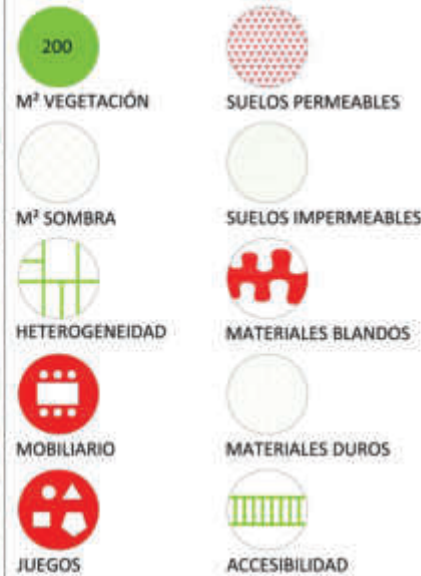 200
M² VEGETACIÓN
SUELOS PERMEABLES
M² SOMBRA
SUELOS IMPERMEABLES
HETEROGENEIDAD
MATERIALES BLANDOS
MOBILIARIO
MATERIALES DUROS
JUEGOS
ACCESIBILIDAD